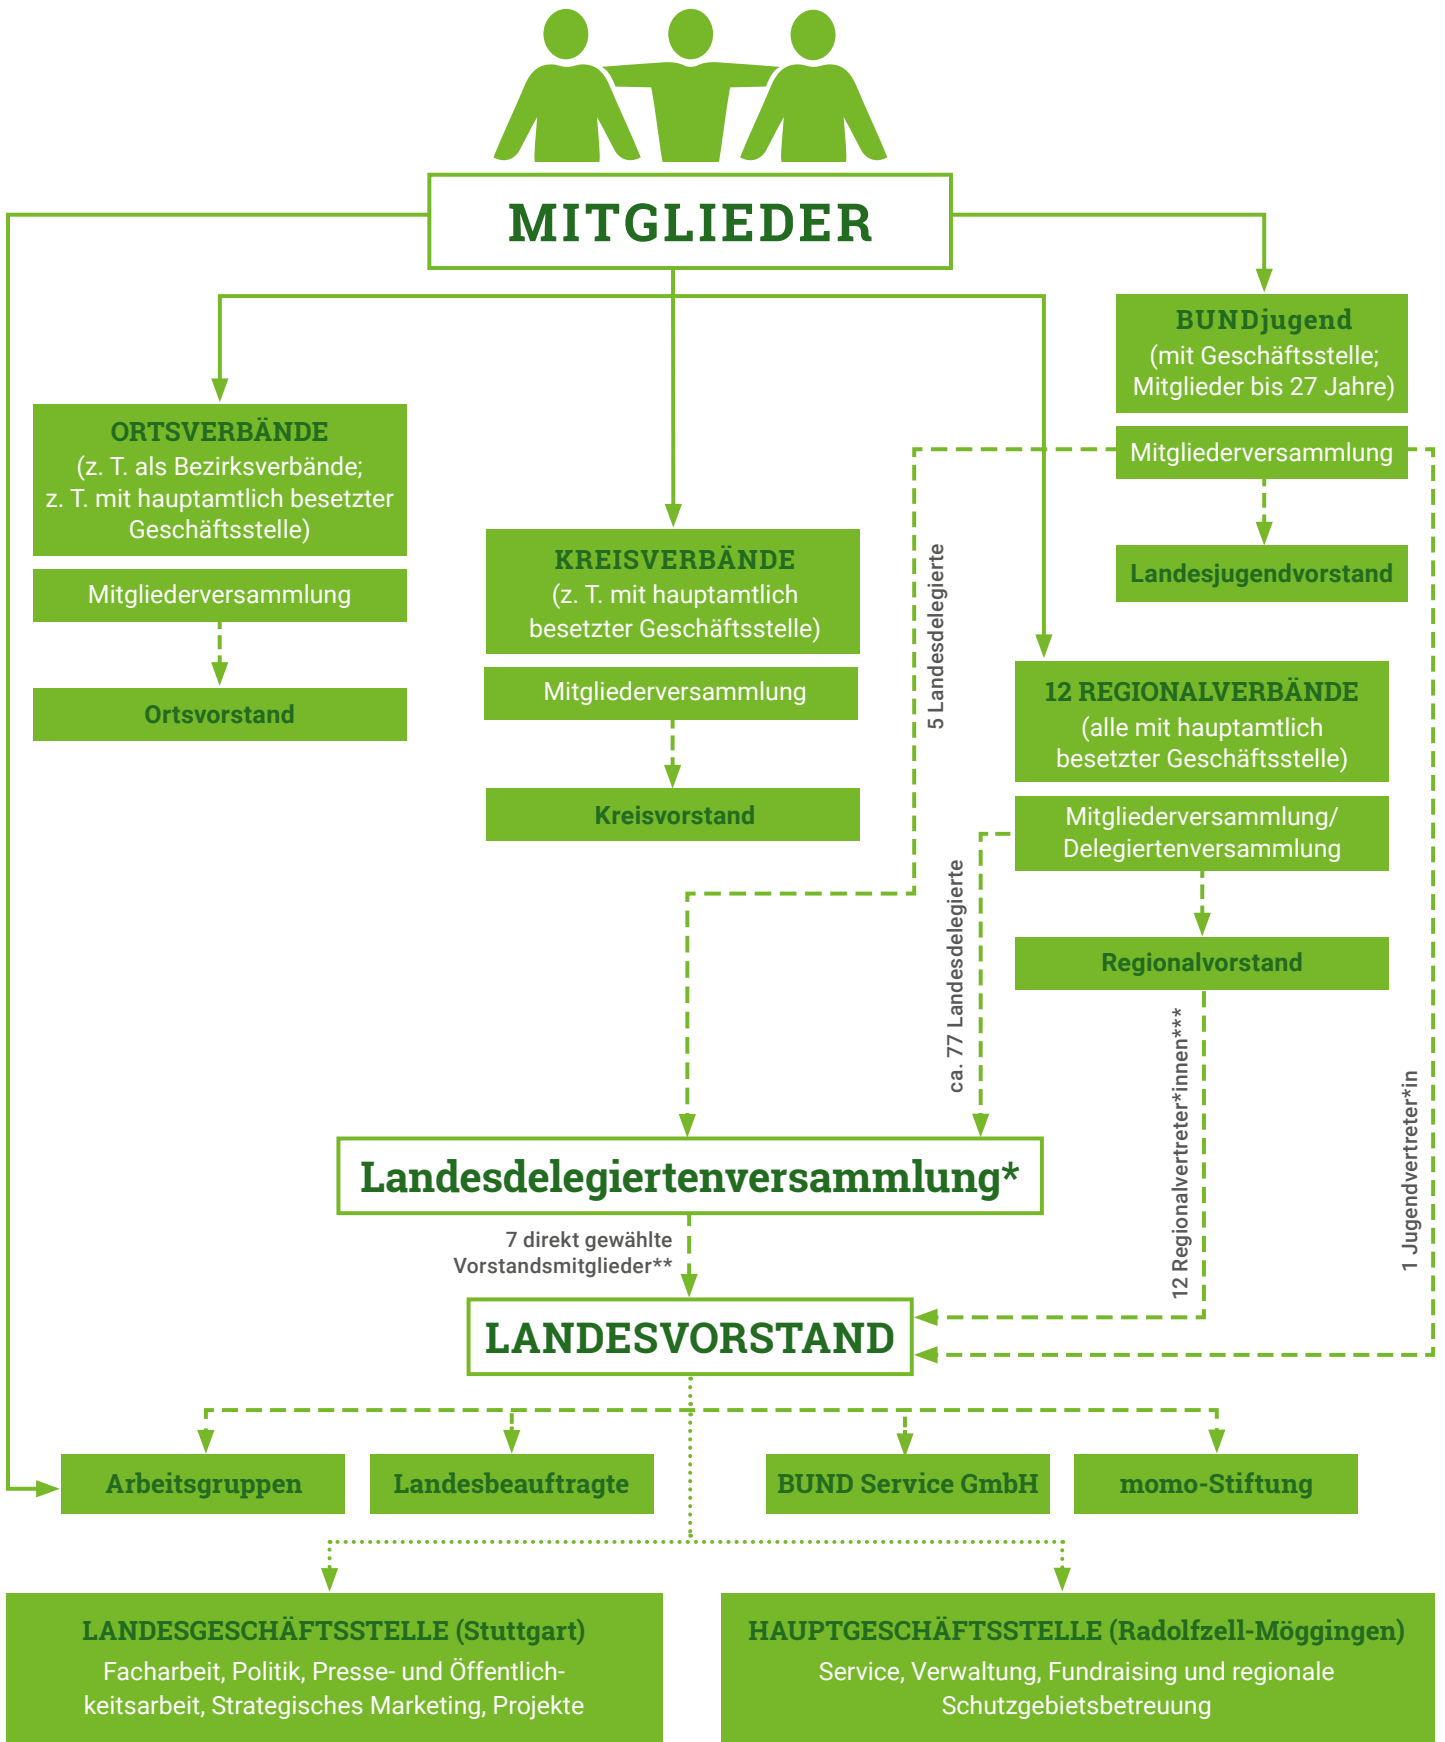 MITGLIEDER
BUNDjugend
(mit Geschäftsstelle;
Mitglieder bis 27 Jahre)
Mitgliederversammlung
Landesjugendvorstand
ORTSVERBÄNDE
(z. T. als Bezirksverbände;
z. T. mit hauptamtlich besetzter
Geschäftsstelle)
Mitgliederversammlung
Ortsvorstand
KREISVERBÄNDE
(z. T. mit hauptamtlich
besetzter Geschäftsstelle)
Mitgliederversammlung
Kreisvorstand
5 Landesdelegierte
12 REGIONALVERBÄNDE
(alle mit hauptamtlich
besetzter Geschäftsstelle)
Mitgliederversammlung/
Delegiertenversammlung
Regionalvorstand
ca. 77 Landesdelegierte
12 Regionalvertreter*innen***
1 Jugendvertreter*in
Landesdelegiertenversammlung*
7 direkt gewählte
Vorstandsmitglieder**
LANDESVORSTAND
Arbeitsgruppen
Landesbeauftragte
BUND Service GmbH
momo-Stiftung
LANDESGESCHÄFTSSTELLE (Stuttgart)
Facharbeit, Politik, Presse- und Öffentlich-
keitsarbeit, Strategisches Marketing, Projekte
HAUPTGESCHÄFTSSTELLE (Radolfzell-Möggingen)
Service, Verwaltung, Fundraising und regionale
Schutzgebietsbetreuung